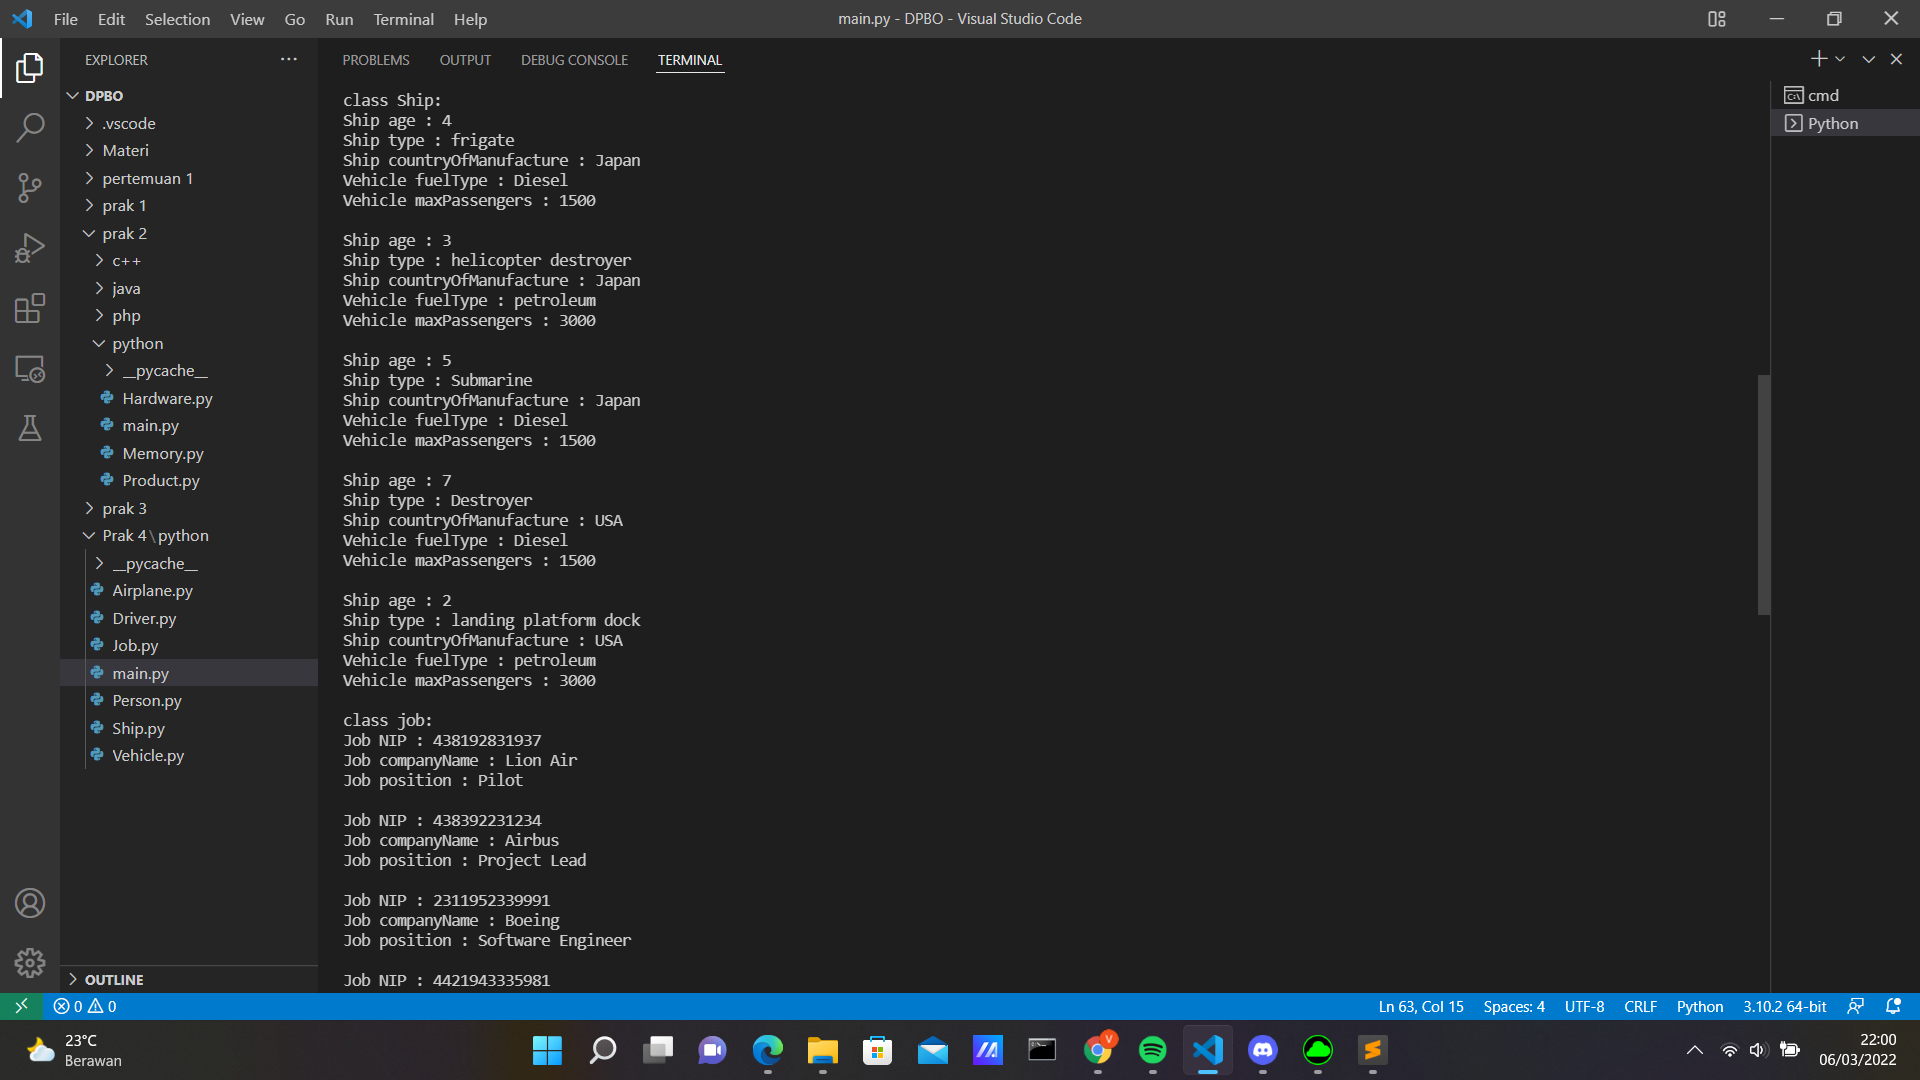 File Edit Selection View Go Run Terminal Help
main.py - DPBO - Visual Studio Code
EXPLORER
DPBO
.vscode
Materi
pertemuan 1
prak 1
prak 2
c++
java
php
python
__pycache__
Hardware.py
main.py
Memory.py
Product.py
prak 3
Prak 4\python
__pycache__
Airplane.py
Driver.py
Job.py
main.py
Person.py
Ship.py
Vehicle.py
OUTLINE
PROBLEMS OUTPUT DEBUG CONSOLE TERMINAL
class Ship:
Ship age : 4
Ship type : frigate
Ship countryOfManufacture : Japan
Vehicle fuelType : Diesel
Vehicle maxPassengers : 1500
Ship age : 3
Ship type : helicopter destroyer
Ship countryOfManufacture : Japan
Vehicle fuelType : petroleum
Vehicle maxPassengers : 3000
Ship age : 5
Ship type : Submarine
Ship countryOfManufacture : Japan
Vehicle fuelType : Diesel
Vehicle maxPassengers : 1500
Ship age : 7
Ship type : Destroyer
Ship countryOfManufacture : USA
Vehicle fuelType : Diesel
Vehicle maxPassengers : 1500
Ship age : 2
Ship type : landing platform dock
Ship countryOfManufacture : USA
Vehicle fuelType : petroleum
Vehicle maxPassengers : 3000
class job:
Job NIP : 438192831937
Job companyName : Lion Air
Job position : Pilot
Job NIP : 438392231234
Job companyName : Airbus
Job position : Project Lead
Job NIP : 2311952339991
Job companyName : Boeing
Job position : Software Engineer
Job NIP : 4421943335981
cmd
Python
0 0
Ln 63, Col 15 Spaces: 4 UTF-8 CRLF Python 3.10.2 64-bit
23°C
Berawan
V
22:00
06/03/2022